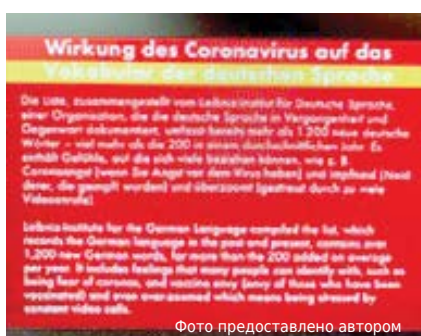 Wirkung des Coronavirus auf das
Vokabular der deutschen Sprache
Die Liste, zusammengestellt vom Leibniz-Institut für Deutsche Sprache,
einer Organisation, die die deutsche Sprache in Vergangenheit und
Gegenwart dokumentiert, umfasst bereits mehr als 1.200 neue deutsche
Wörter – viel mehr als die 200 in einem durchschnittlichen Jahr. Es
enthält Gefühle, auf die sich viele beziehen können, wie z. B.
Coronaangst (wenn Sie Angst vor dem Virus haben) und Impfneid (Neid
derer, die geimpft wurden) und überzoomt (gestresst durch zu viele
Videoanrufe).
Leibniz-Institute for the German Language compiled the list, which
records the German language in the past and present, contains over
1,200 new German words, far more than the 200 added on average
per year. It includes feelings that many people can identify with, such as
being fear of corona, and vaccine envy (envy of those who have been
vaccinated) and even over-zoomed which means being stressed by
constant video calls.
Фото предоставлено автором